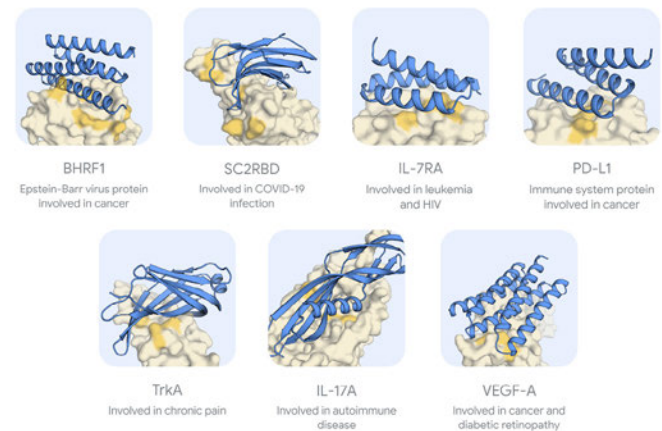 BHRF1
Epstein-Barr virus protein
involved in cancer
SC2RBD
Involved in COVID-19
infection
IL-7RA
Involved in leukemia
and HIV
PD-L1
Immune system protein
involved in cancer
TrkA
Involved in chronic pain
IL-17A
Involved in autoimmune
disease
VEGF-A
Involved in cancer and
diabetic retinopathy